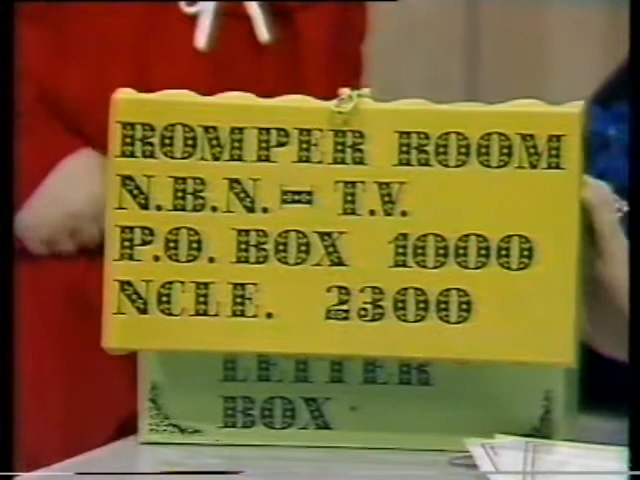 ROMPER ROOM
N.B.N.- T.V.
P.O. BOX 1000
NCLE. 2300
LETTER
BOX